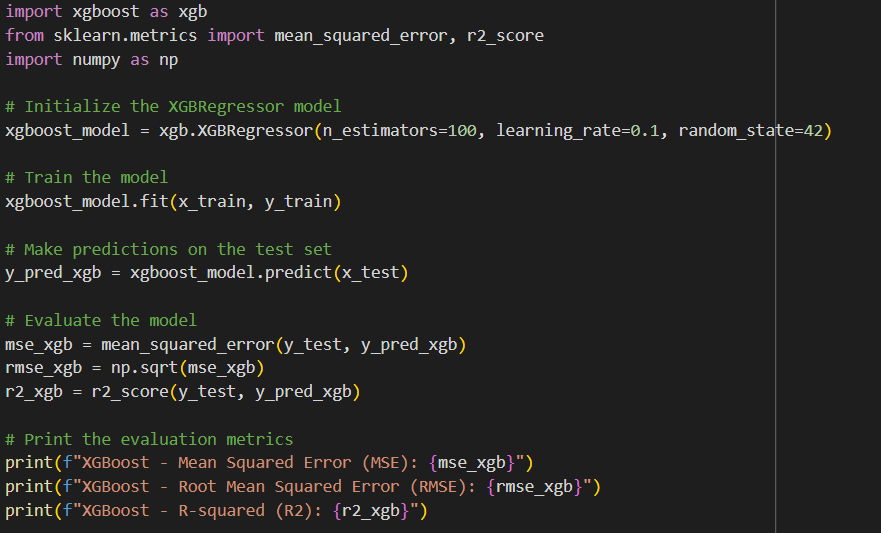 import xgboost as xgb
from sklearn.metrics import mean_squared_error, r2_score
import numpy as np
# Initialize the XGBRegressor model
xgboost_model = xgb.XGBRegressor(n_estimators=100, learning_rate=0.1, random_state=42)
# Train the model
xgboost_model.fit(x_train, y_train)
# Make predictions on the test set
y_pred_xgb = xgboost_model.predict(x_test)
# Evaluate the model
mse_xgb = mean_squared_error(y_test, y_pred_xgb)
rmse_xgb = np.sqrt(mse_xgb)
r2_xgb = r2_score(y_test, y_pred_xgb)
# Print the evaluation metrics
print(f"XGBoost - Mean Squared Error (MSE): {mse_xgb}")
print(f"XGBoost - Root Mean Squared Error (RMSE): {rmse_xgb}")
print(f"XGBoost - R-squared (R2): {r2_xgb}")